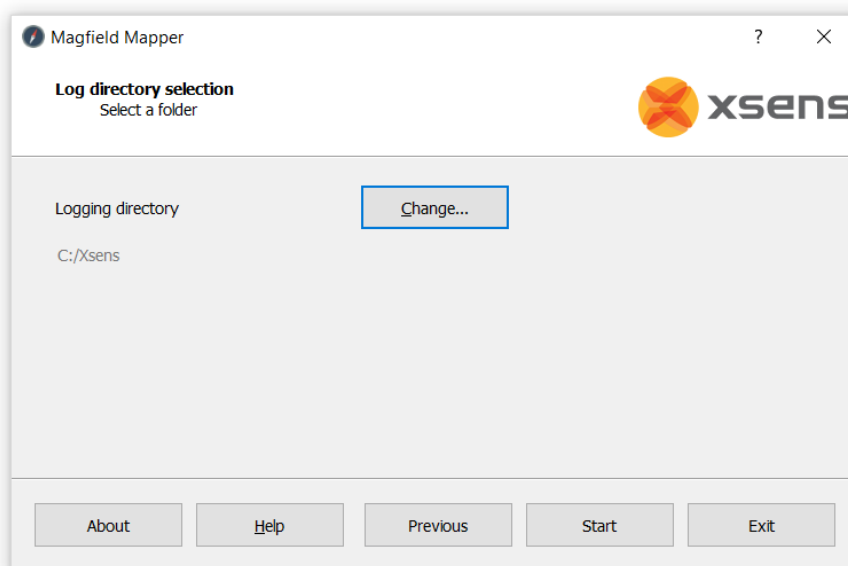 Magfield Mapper
?
Log directory selection
Select a folder
xsens
Logging directory
Change...
C:/Xsens
About
Help
Previous
Start
Exit